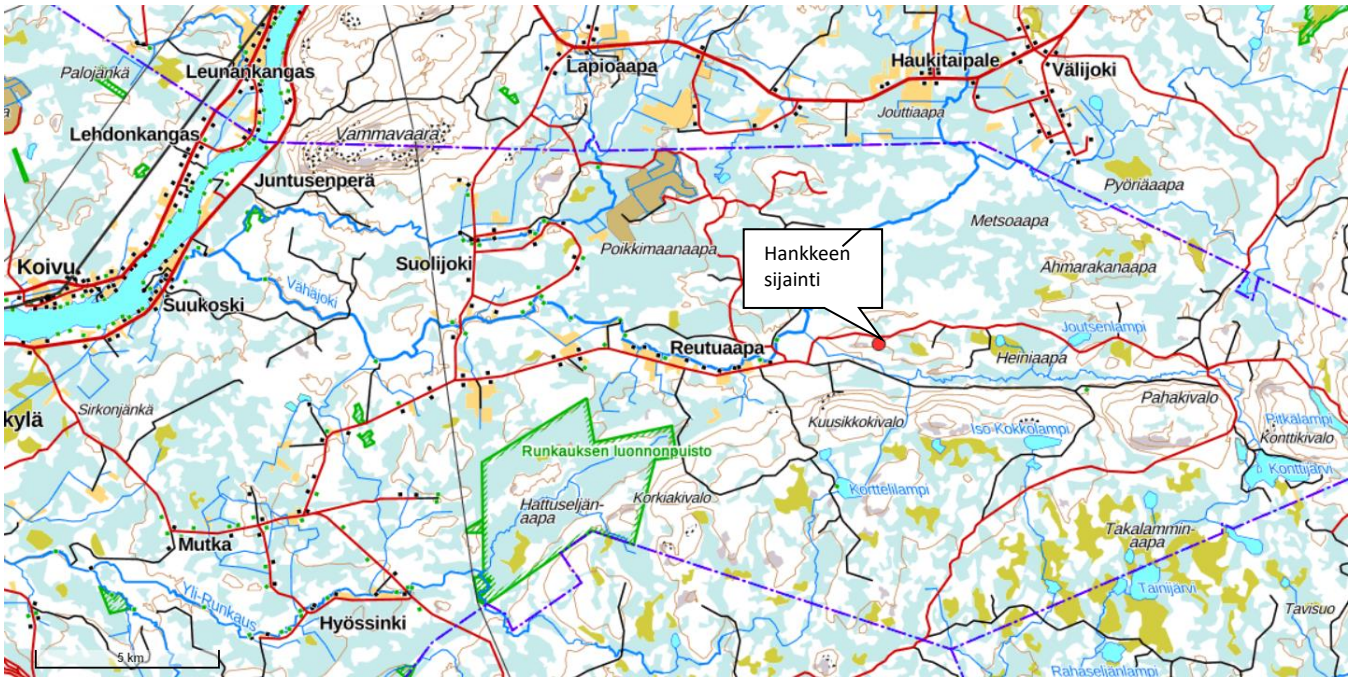 Palojänkä
Leunankangas
Lapioaapa
Haukitaipale
Välijoki
Lehdonkangas
Vammavaara
Jouttiaapa
a
Juntusenperä
Pyöriäaapa
Metsoaapa
Poikkimaanaapa
Hankkeen
sijainti
Koivu
Suolijoki
Ahmarakanaapa
Suukoski
Vähäjoki
Joutsenlampi
Reutuaapa
Heiniaapa
Pahakivalo
Sirkonjänkä
kylä
Kuusikkokivalo
Iso Kokkolampi
Pitkälampi
Konttikivalo
Runkauksen luonnonpuisto
Konttijärvi
Korttelilampi
Hattuseljän-
aapa
Korkiakivalo
Takalammin-
aapa
Mutka
Tainijärvi
Yli-Runkaus
Hyössinki
Tavisuo
5 km
Rahaseljänlampi